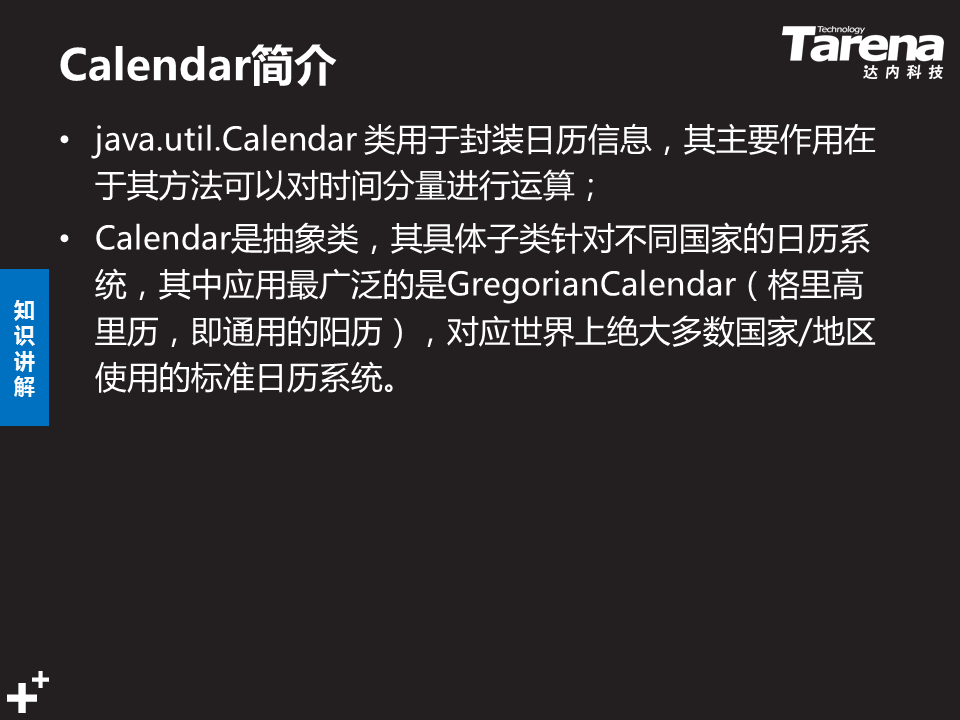 Calendar简介
Technology
Tarena
达内科技
• java.util.Calendar 类用于封装日历信息，其主要作用在
于其方法可以对时间分量进行运算；
• Calendar是抽象类，其具体子类针对不同国家的日历系
统，其中应用最广泛的是GregorianCalendar（格里高
里历，即通用的阳历），对应世界上绝大多数国家/地区
使用的标准日历系统。
知
识
讲
解